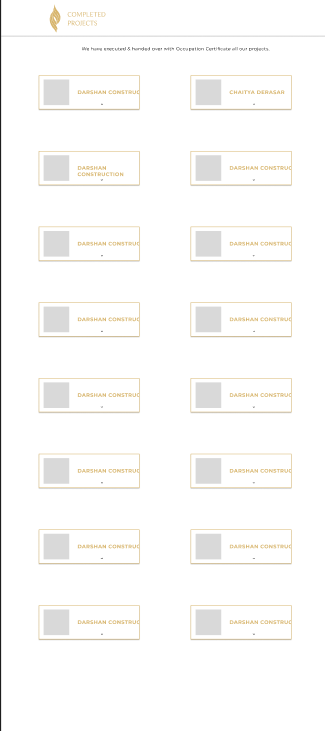 COMPLETED
PROJECTS
We have executed & handed over with Occupation Certificate all our projects.
DARSHAN CONSTRUC
CHAITYA DERASAR
DARSHAN
CONSTRUCTION
DARSHAN CONSTRUC
DARSHAN CONSTRUC
DARSHAN CONSTRUC
DARSHAN CONSTRUC
DARSHAN CONSTRUC
DARSHAN CONSTRUC
DARSHAN CONSTRUC
DARSHAN CONSTRUC
DARSHAN CONSTRUC
DARSHAN CONSTRUC
DARSHAN CONSTRUC
DARSHAN CONSTRUC
DARSHAN CONSTRUC